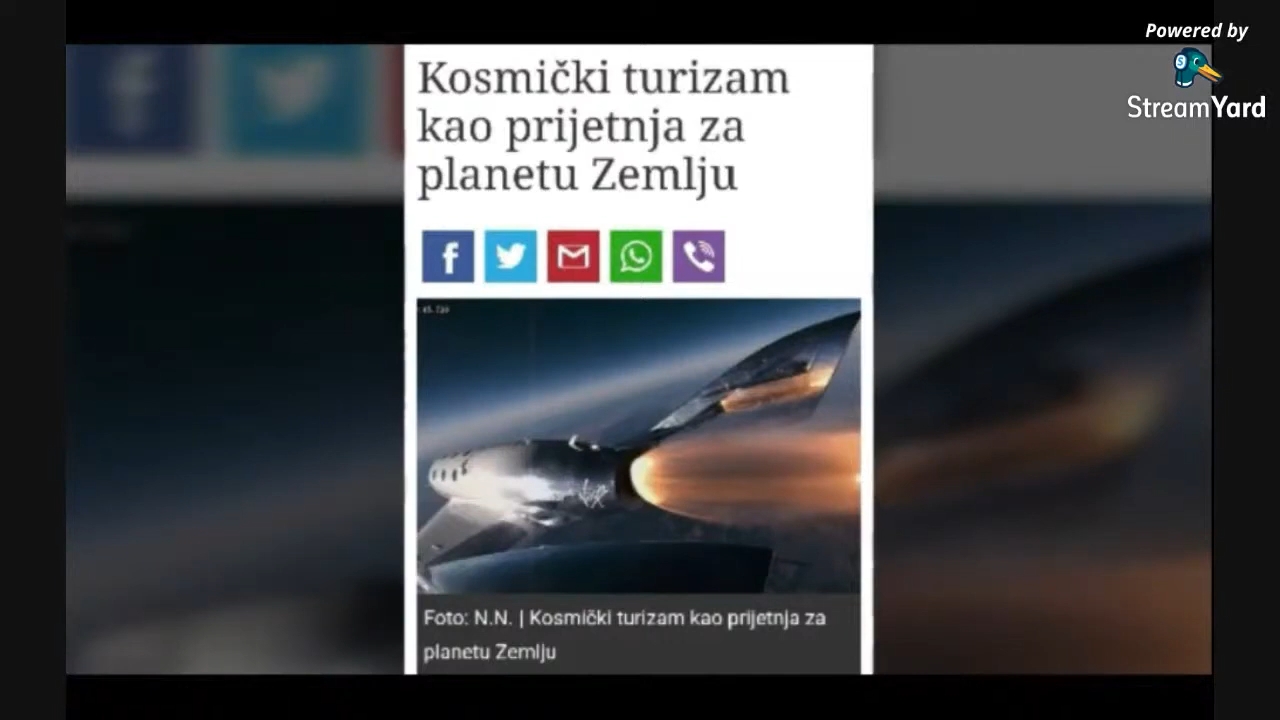 Powered by
StreamYard
Kosmički turizam
kao prijetnja za
planetu Zemlju
Foto: N.N. | Kosmički turizam kao prijetnja za
planetu Zemlju